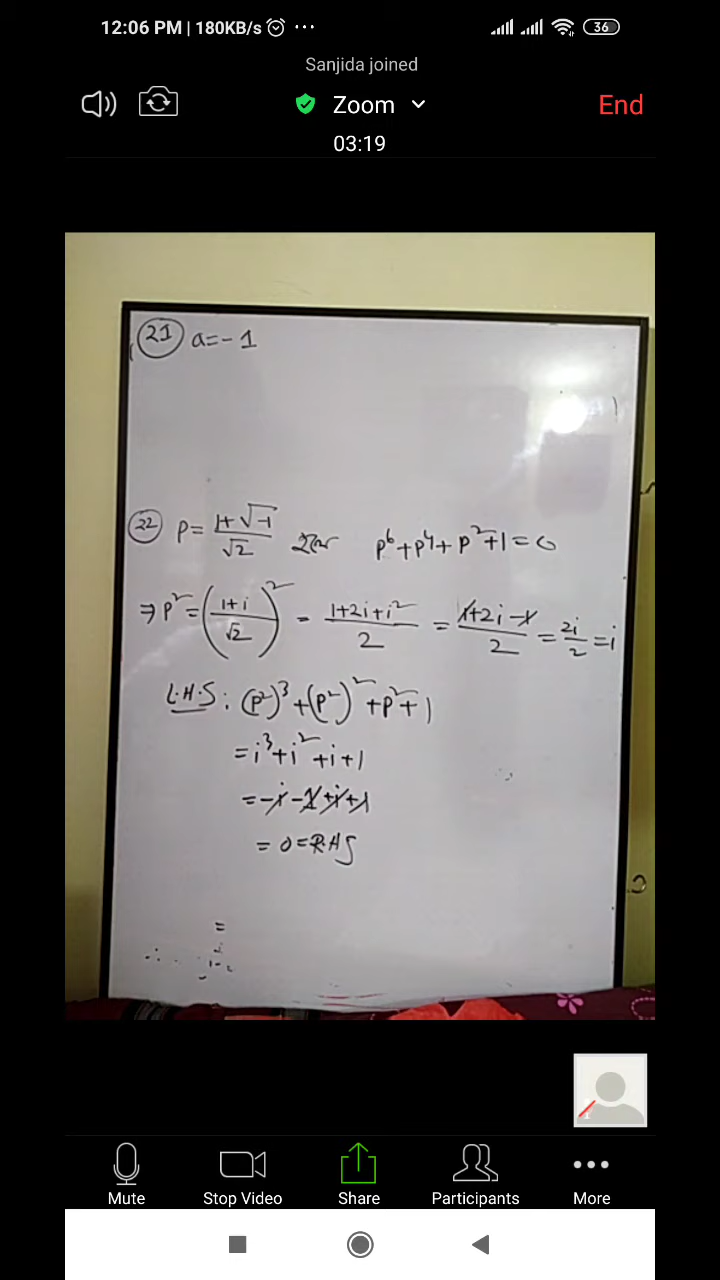 12:06 PM | 180KB/s ...
36
Sanjida joined
Zoom
End
03:19
21 a=-1
22 P = (1+√-1)/√2 হলে p⁶+p⁴+p²+1=0
⇒ p² = ((1+i)/√2)² = (1+2i+i²)/2 = (1+2i-1)/2 = 2i/2 = i
L.H.S: (p²)³+(p²)²+p²+1
= i³+i²+i+1
= -i-1+i+1
= 0 = R.H.S
=
Mute Stop Video Share Participants More